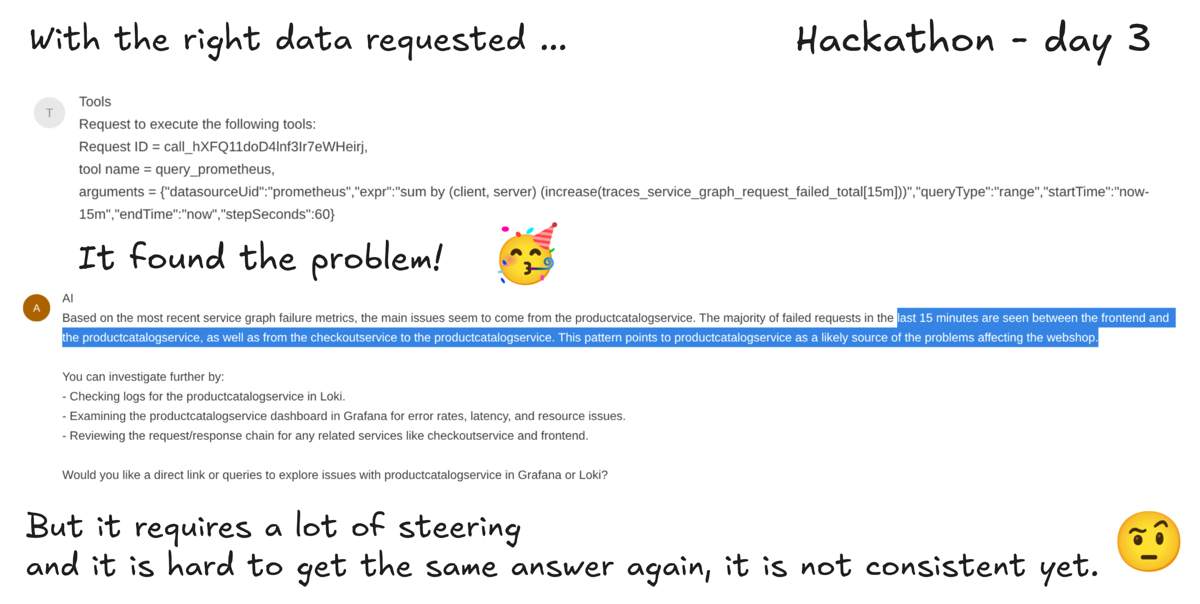 With the right data requested ...
Hackathon - day 3
T
Tools
Request to execute the following tools:
Request ID = call_hXFQ11doD4lnf3Ir7eWHeirj,
tool name = query_prometheus,
arguments = {"datasourceUid":"prometheus","expr":"sum by (client, server) (increase(traces_service_graph_request_failed_total[15m]))","queryType":"range","startTime":"now-
15m","endTime":"now","stepSeconds":60}
It found the problem!
A
AI
Based on the most recent service graph failure metrics, the main issues seem to come from the productcatalogservice. The majority of failed requests in the last 15 minutes are seen between the frontend and
the productcatalogservice, as well as from the checkoutservice to the productcatalogservice. This pattern points to productcatalogservice as a likely source of the problems affecting the webshop.
You can investigate further by:
- Checking logs for the productcatalogservice in Loki.
- Examining the productcatalogservice dashboard in Grafana for error rates, latency, and resource issues.
- Reviewing the request/response chain for any related services like checkoutservice and frontend.
Would you like a direct link or queries to explore issues with productcatalogservice in Grafana or Loki?
But it requires a lot of steering
and it is hard to get the same answer again, it is not consistent yet.